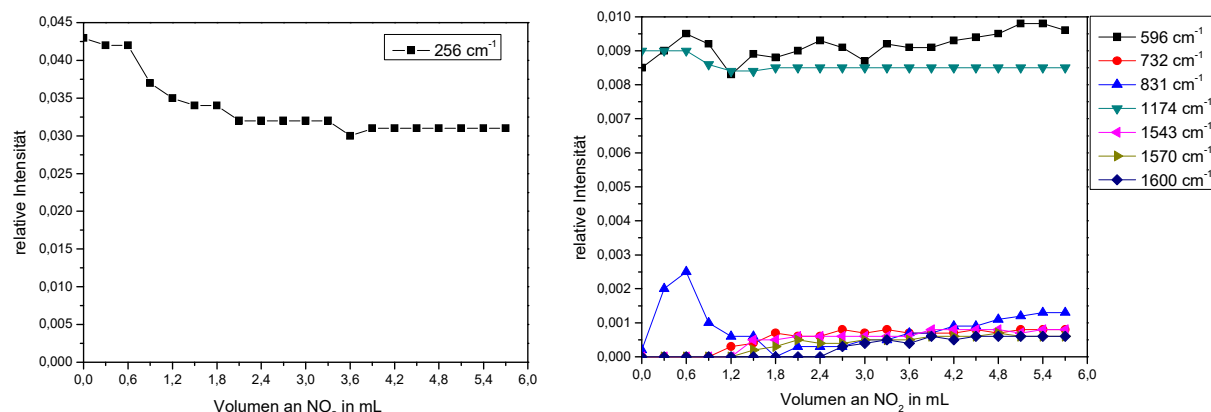 0,045
0,040
0,035
0,030
0,025
0,020
0,015
0,010
0,005
0,000
relative Intensität
256 cm-1
0,0 0,6 1,2 1,8 2,4 3,0 3,6 4,2 4,8 5,4 6,0
Volumen an NO2 in mL
0,010
0,009
0,008
0,007
0,006
0,005
0,004
0,003
0,002
0,001
0,000
relative Intensität
0,0 0,6 1,2 1,8 2,4 3,0 3,6 4,2 4,8 5,4 6,0
Volumen an NO2 in mL
596 cm-1
732 cm-1
831 cm-1
1174 cm-1
1543 cm-1
1570 cm-1
1600 cm-1